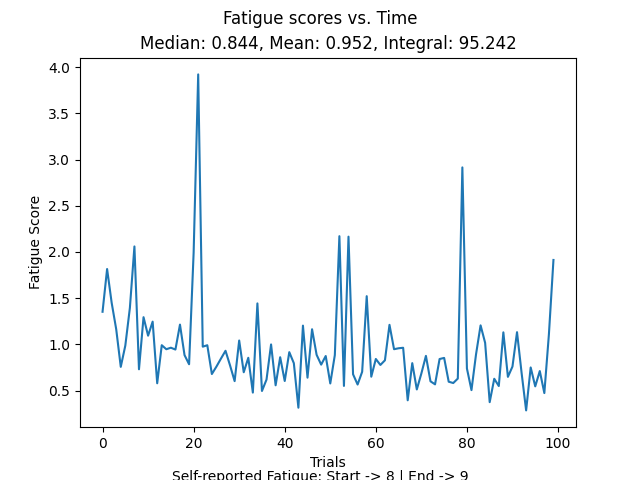 Fatigue scores vs. Time
Median: 0.844, Mean: 0.952, Integral: 95.242
4.0
3.5
3.0
2.5
2.0
1.5
1.0
0.5
Fatigue Score
0 20 40 60 80 100
Trials
Self-reported Fatigue: Start -> 8 | End -> 9